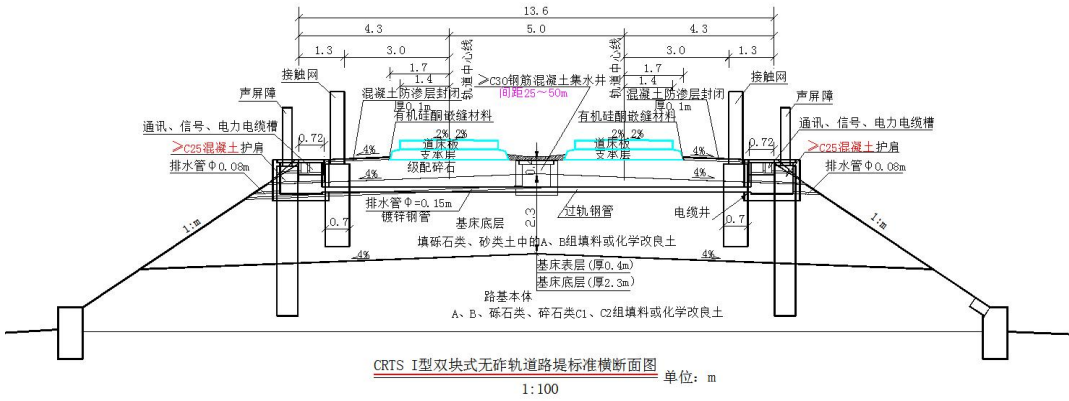 13.6
4.3
5.0
4.3
1.3
3.0
3.0
1.3
1.7
1.4
1.7
1.4
轨道中心线
轨道中心线
接触网
接触网
≥C30钢筋混凝土集水井
间距25～50m
混凝土防渗层封闭
厚0.1m
混凝土防渗层封闭
厚0.1m
声屏障
声屏障
有机硅酮嵌缝材料
有机硅酮嵌缝材料
通讯、信号、电力电缆槽
0.72
0.72
通讯、信号、电力电缆槽
2%
2%
2%
2%
道床板
道床板
支承层
支承层
≥C25混凝土护肩
≥C25混凝土护肩
4%
4%
级配碎石
排水管Φ0.08m
排水管Φ0.08m
4%
4%
排水管Φ=0.15m
镀锌钢管
过轨钢管
电缆井
0.7
0.7
2.3
1:m
1:m
基床底层
填砾石类、砂类土中的A、B组填料或化学改良土
4%
4%
基床表层(厚0.4m)
基床底层(厚2.3m)
路基本体
A、B、砾石类、碎石类C1、C2组填料或化学改良土
CRTS I型双块式无砟轨道路堤标准横断面图
单位：m
1:100